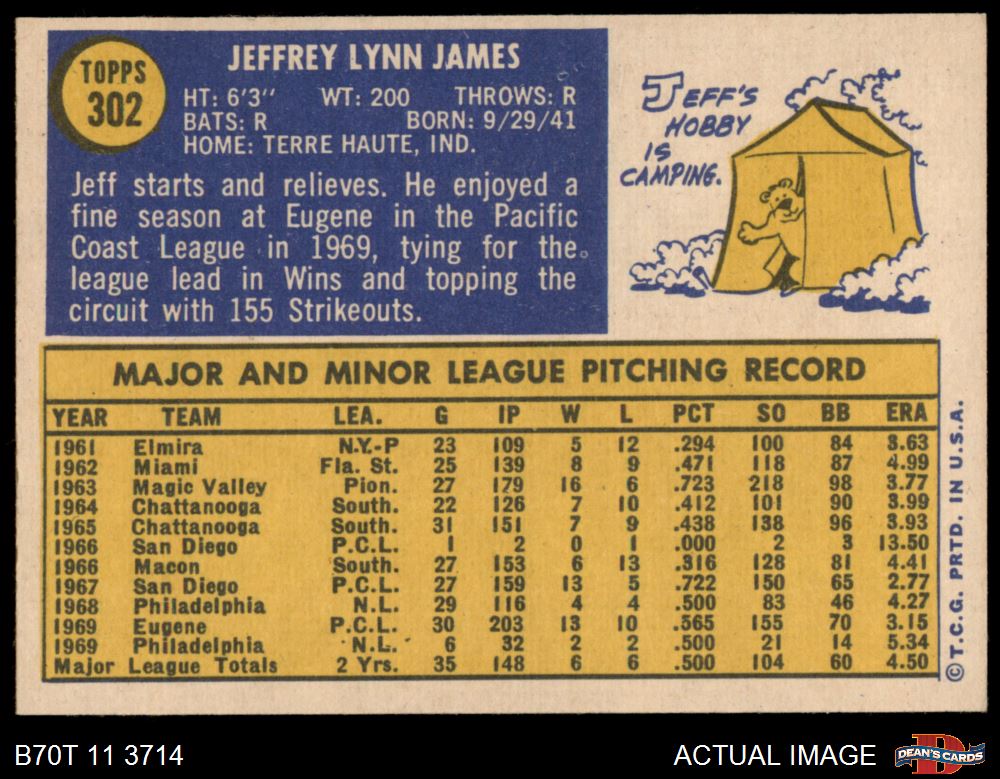 TOPPS
302
JEFFREY LYNN JAMES
HT: 6'3" WT: 200 THROWS: R
BATS: R BORN: 9/29/41
HOME: TERRE HAUTE, IND.
Jeff starts and relieves. He enjoyed a
fine season at Eugene in the Pacific
Coast League in 1969, tying for the
league lead in Wins and topping the
circuit with 155 Strikeouts.
JEFF'S
HOBBY
IS
CAMPING.
MAJOR AND MINOR LEAGUE PITCHING RECORD
YEAR TEAM LEA. G IP W L PCT SO BB ERA
1961 Elmira N.Y.-P 23 109 5 12 .294 100 84 3.63
1962 Miami Fla. St. 25 139 8 9 .471 118 87 4.99
1963 Magic Valley Pion. 27 179 16 6 .723 218 98 3.77
1964 Chattanooga South. 22 126 7 10 .412 101 90 3.99
1965 Chattanooga South. 31 151 7 9 .438 138 96 3.93
1966 San Diego P.C.L. 1 2 0 1 .000 2 3 13.50
1966 Macon South. 27 153 6 13 .316 128 81 4.41
1967 San Diego P.C.L. 27 159 13 5 .722 150 65 2.77
1968 Philadelphia N.L. 29 116 4 4 .500 83 46 4.27
1969 Eugene P.C.L. 30 203 13 10 .565 155 70 3.15
1969 Philadelphia N.L. 6 32 2 2 .500 21 14 5.34
Major League Totals 2 Yrs. 35 148 6 6 .500 104 60 4.50
© T.C.G. PRTD. IN U.S.A.
B70T 11 3714 ACTUAL IMAGE
DEAN'S CARDS